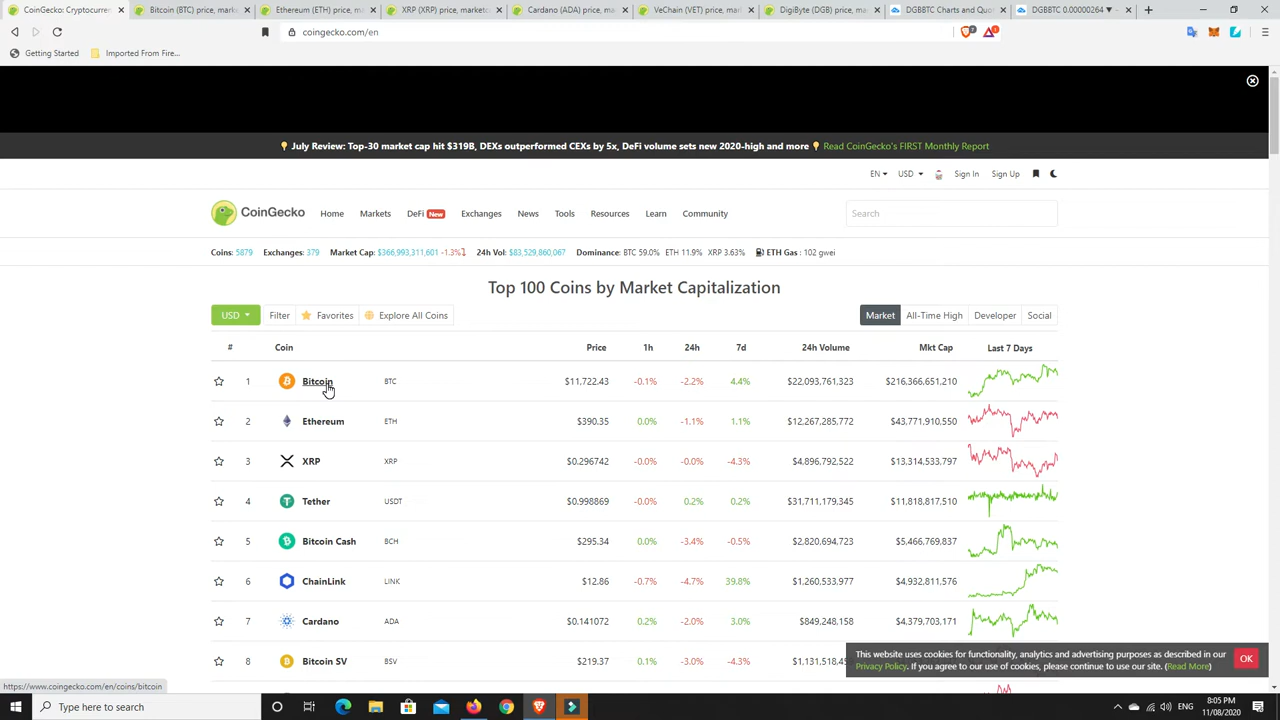 CoinGecko: Cryptocurrenc
Bitcoin (BTC) price, marke
Ethereum (ETH) price, ma
XRP (XRP) price, marketc
Cardano (ADA) price, mar
VeChain (VET) price, mar
DigiByte (DGB) price, ma
DGBBTC Charts and Quo
DGBBTC 0.00000264 ▼
coingecko.com/en
Getting Started
Imported From Fire...
July Review: Top-30 market cap hit $319B, DEXs outperformed CEXs by 5x, DeFi volume sets new 2020-high and more Read CoinGecko's FIRST Monthly Report
EN USD Sign In Sign Up
CoinGecko Home Markets DeFi New Exchanges News Tools Resources Learn Community Search
Coins: 5879 Exchanges: 379 Market Cap: $366,993,311,601 -1.3% 24h Vol: $83,529,860,067 Dominance: BTC 59.0% ETH 11.9% XRP 3.63% ETH Gas : 102 gwei
Top 100 Coins by Market Capitalization
USD Filter Favorites Explore All Coins Market All-Time High Developer Social
# Coin Price 1h 24h 7d 24h Volume Mkt Cap Last 7 Days
1 Bitcoin BTC $11,722.43 -0.1% -2.2% 4.4% $22,093,761,323 $216,366,651,210
2 Ethereum ETH $390.35 0.0% -1.1% 1.1% $12,267,285,772 $43,771,910,550
3 XRP XRP $0.296742 -0.0% -0.0% -4.3% $4,896,792,522 $13,314,533,797
4 Tether USDT $0.998869 -0.0% 0.2% 0.2% $31,711,179,345 $11,818,817,510
5 Bitcoin Cash BCH $295.34 0.0% -3.4% -0.5% $2,820,694,723 $5,466,769,837
6 ChainLink LINK $12.86 -0.7% -4.7% 39.8% $1,260,533,977 $4,932,811,576
7 Cardano ADA $0.141072 0.2% -2.0% 3.0% $849,248,158 $4,379,703,171
8 Bitcoin SV BSV $219.37 0.1% -3.0% -4.3% $1,131,518,4
This website uses cookies for functionality, analytics and advertising purposes as described in our
Privacy Policy. If you agree to our use of cookies, please continue to use our site. (Read More)
OK
https://www.coingecko.com/en/coins/bitcoin
Type here to search
ENG
8:05 PM
11/08/2020